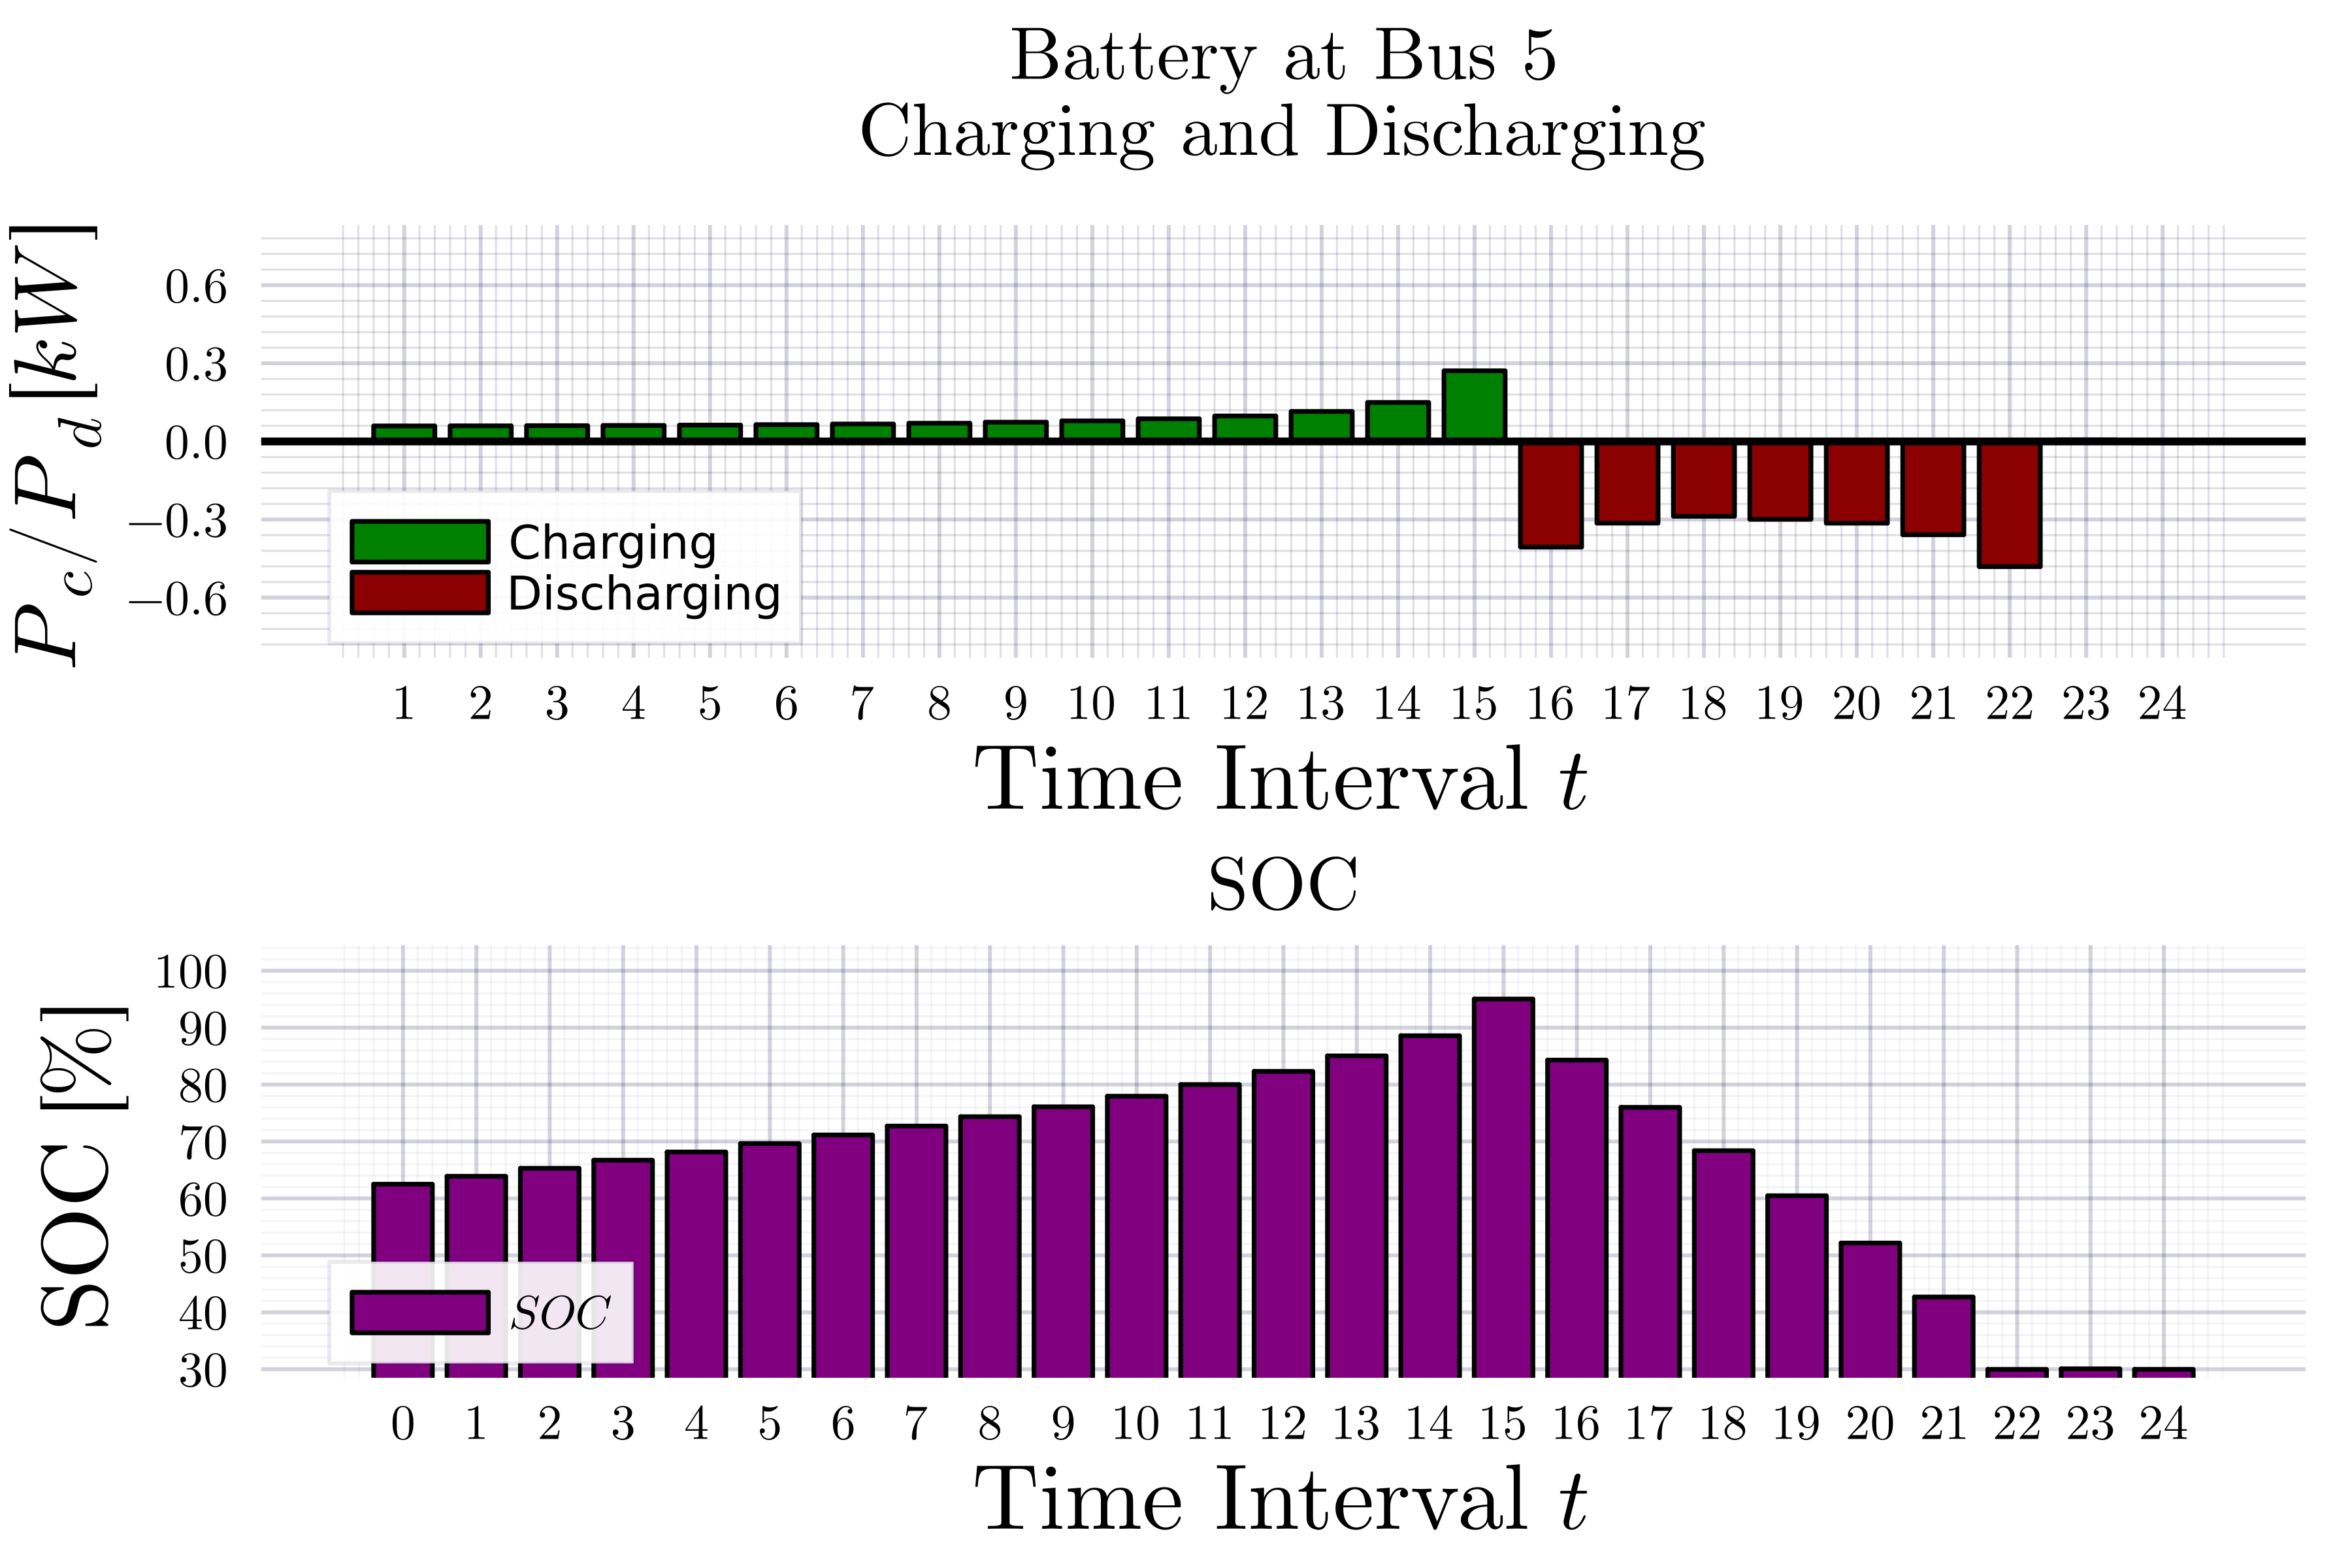 Battery at Bus 5
Charging and Discharging
P_c/P_d [kW]
0.6
0.3
0.0
−0.3
−0.6
Charging
Discharging
1 2 3 4 5 6 7 8 9 10 11 12 13 14 15 16 17 18 19 20 21 22 23 24
Time Interval t
SOC
SOC [%]
100
90
80
70
60
50
40
30
SOC
0 1 2 3 4 5 6 7 8 9 10 11 12 13 14 15 16 17 18 19 20 21 22 23 24
Time Interval t